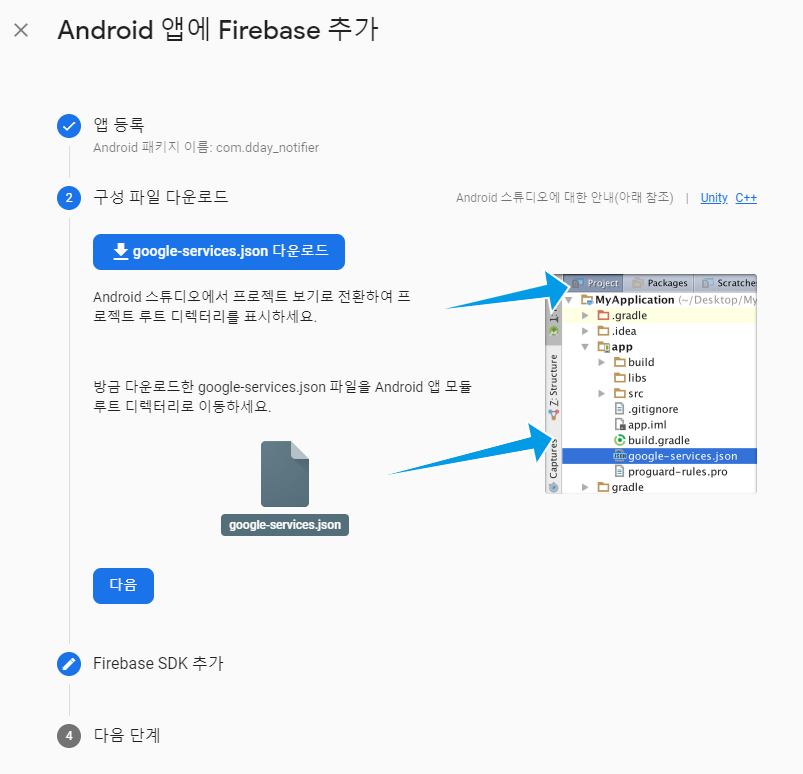 Android 앱에 Firebase 추가
앱 등록
Android 패키지 이름: com.dday_notifier
2
구성 파일 다운로드
Android 스튜디오에 대한 안내(아래 참조) | Unity C++
google-services.json 다운로드
Android 스튜디오에서 프로젝트 보기로 전환하여 프
로젝트 루트 디렉터리를 표시하세요.
방금 다운로드한 google-services.json 파일을 Android 앱 모듈
루트 디렉터리로 이동하세요.
google-services.json
Project Packages Scratches
MyApplication (~/Desktop/My
.gradle
.idea
app
build
libs
src
.gitignore
app.iml
build.gradle
google-services.json
proguard-rules.pro
gradle
1:
Z: Structure
Captures
다음
Firebase SDK 추가
4
다음 단계